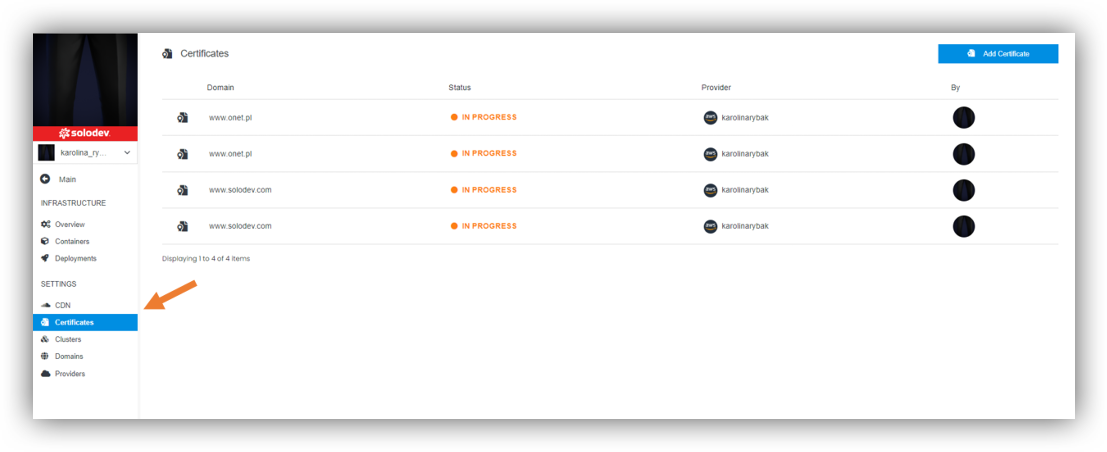 Certificates
Add Certificate
Domain Status Provider By
www.onet.pl IN PROGRESS aws karolinarybak
www.onet.pl IN PROGRESS aws karolinarybak
www.solodev.com IN PROGRESS aws karolinarybak
www.solodev.com IN PROGRESS aws karolinarybak
Displaying 1 to 4 of 4 items
solodev
karolina_ry...
Main
INFRASTRUCTURE
Overview
Containers
Deployments
SETTINGS
CDN
Certificates
Clusters
Domains
Providers